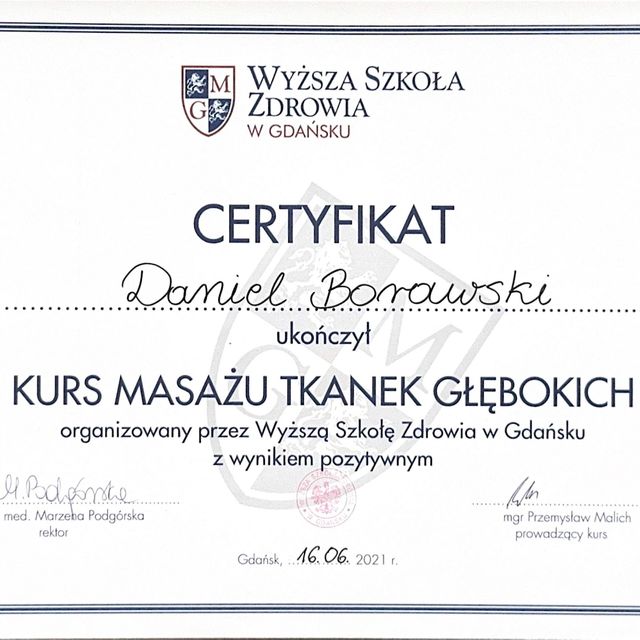 M G
WYŻSZA SZKOŁA
ZDROWIA
W GDAŃSKU
CERTYFIKAT
Daniel Borawski
ukończył
KURS MASAŻU TKANEK GŁĘBOKICH
organizowany przez Wyższą Szkołę Zdrowia w Gdańsku
z wynikiem pozytywnym
M. Podgórska
med. Marzena Podgórska
rektor
mgr Przemysław Malich
prowadzący kurs
Gdańsk, 16.06. 2021 r.